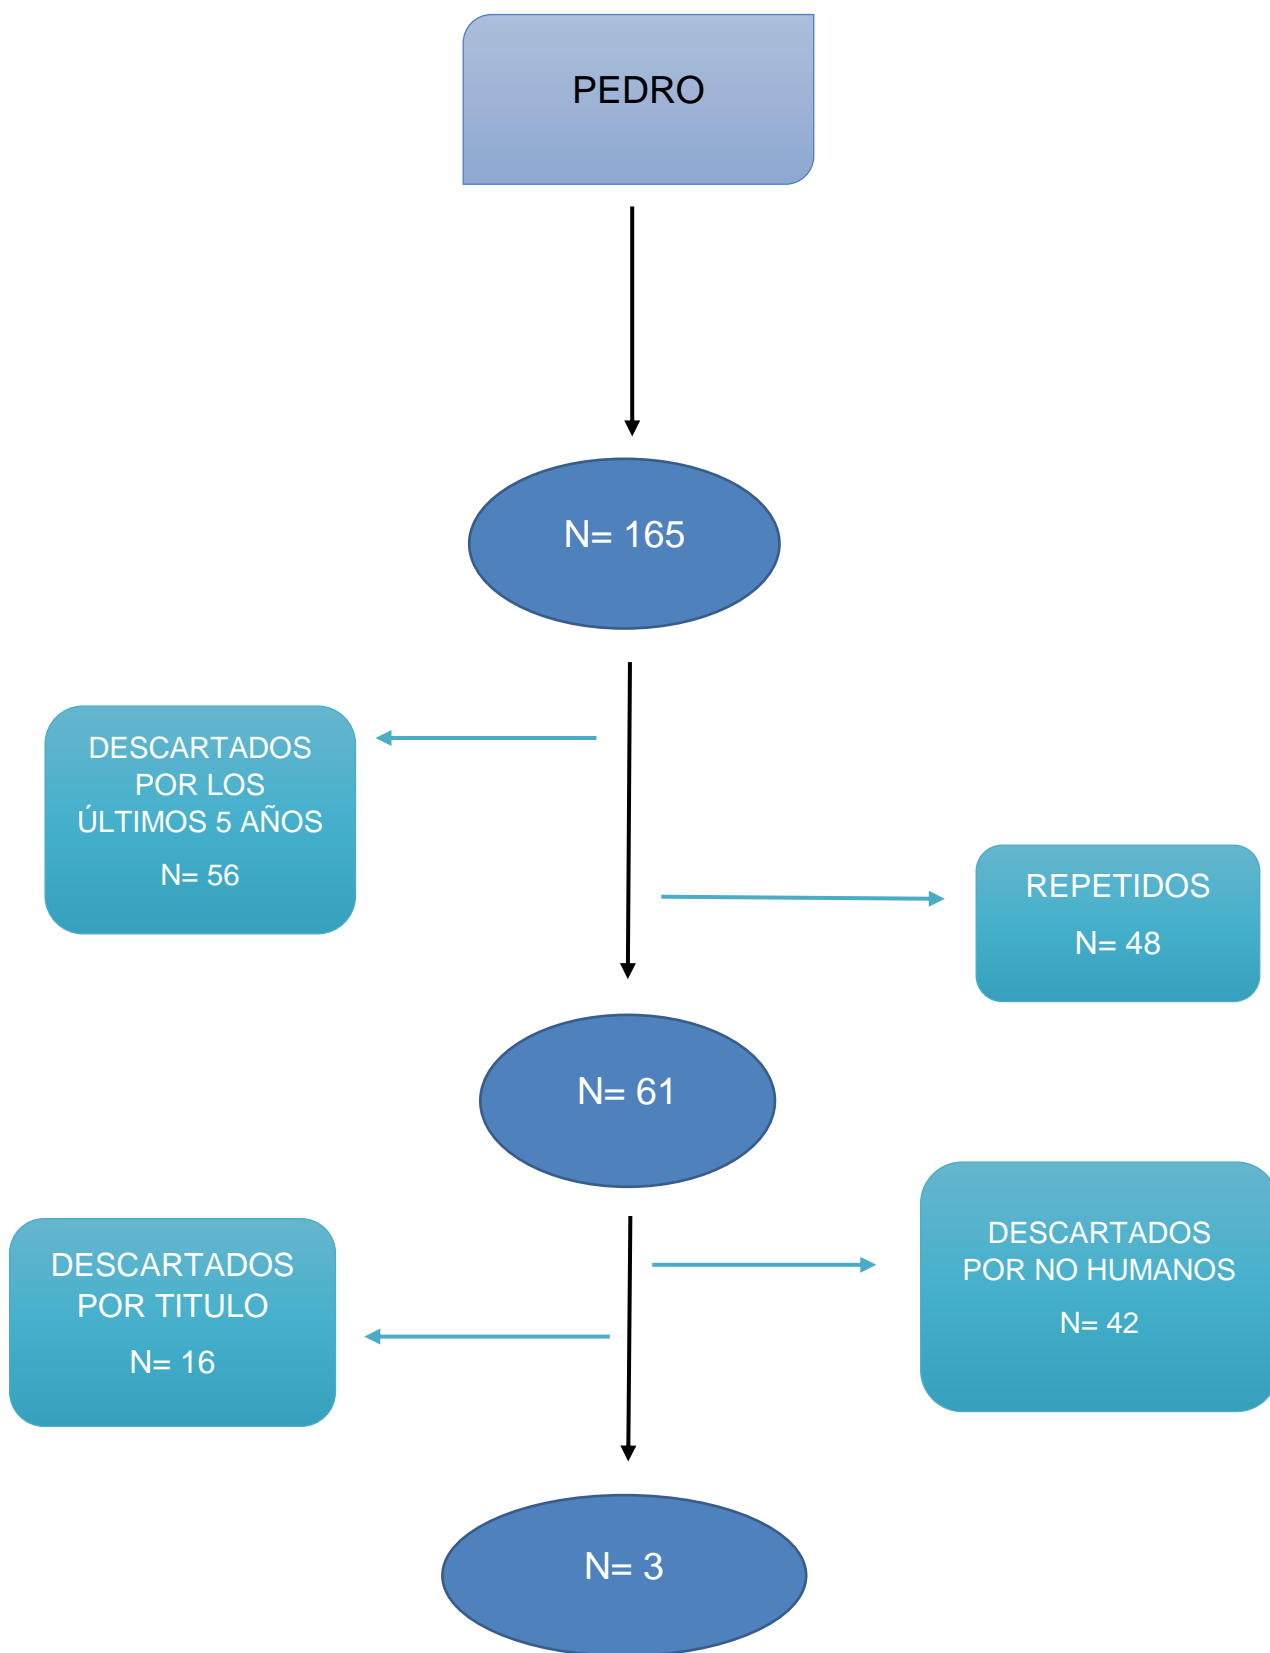 PEDRO
N= 165
DESCARTADOS
POR LOS
ÚLTIMOS 5 AÑOS
N= 56
REPETIDOS
N= 48
N= 61
DESCARTADOS
POR NO HUMANOS
N= 42
DESCARTADOS
POR TITULO
N= 16
N= 3